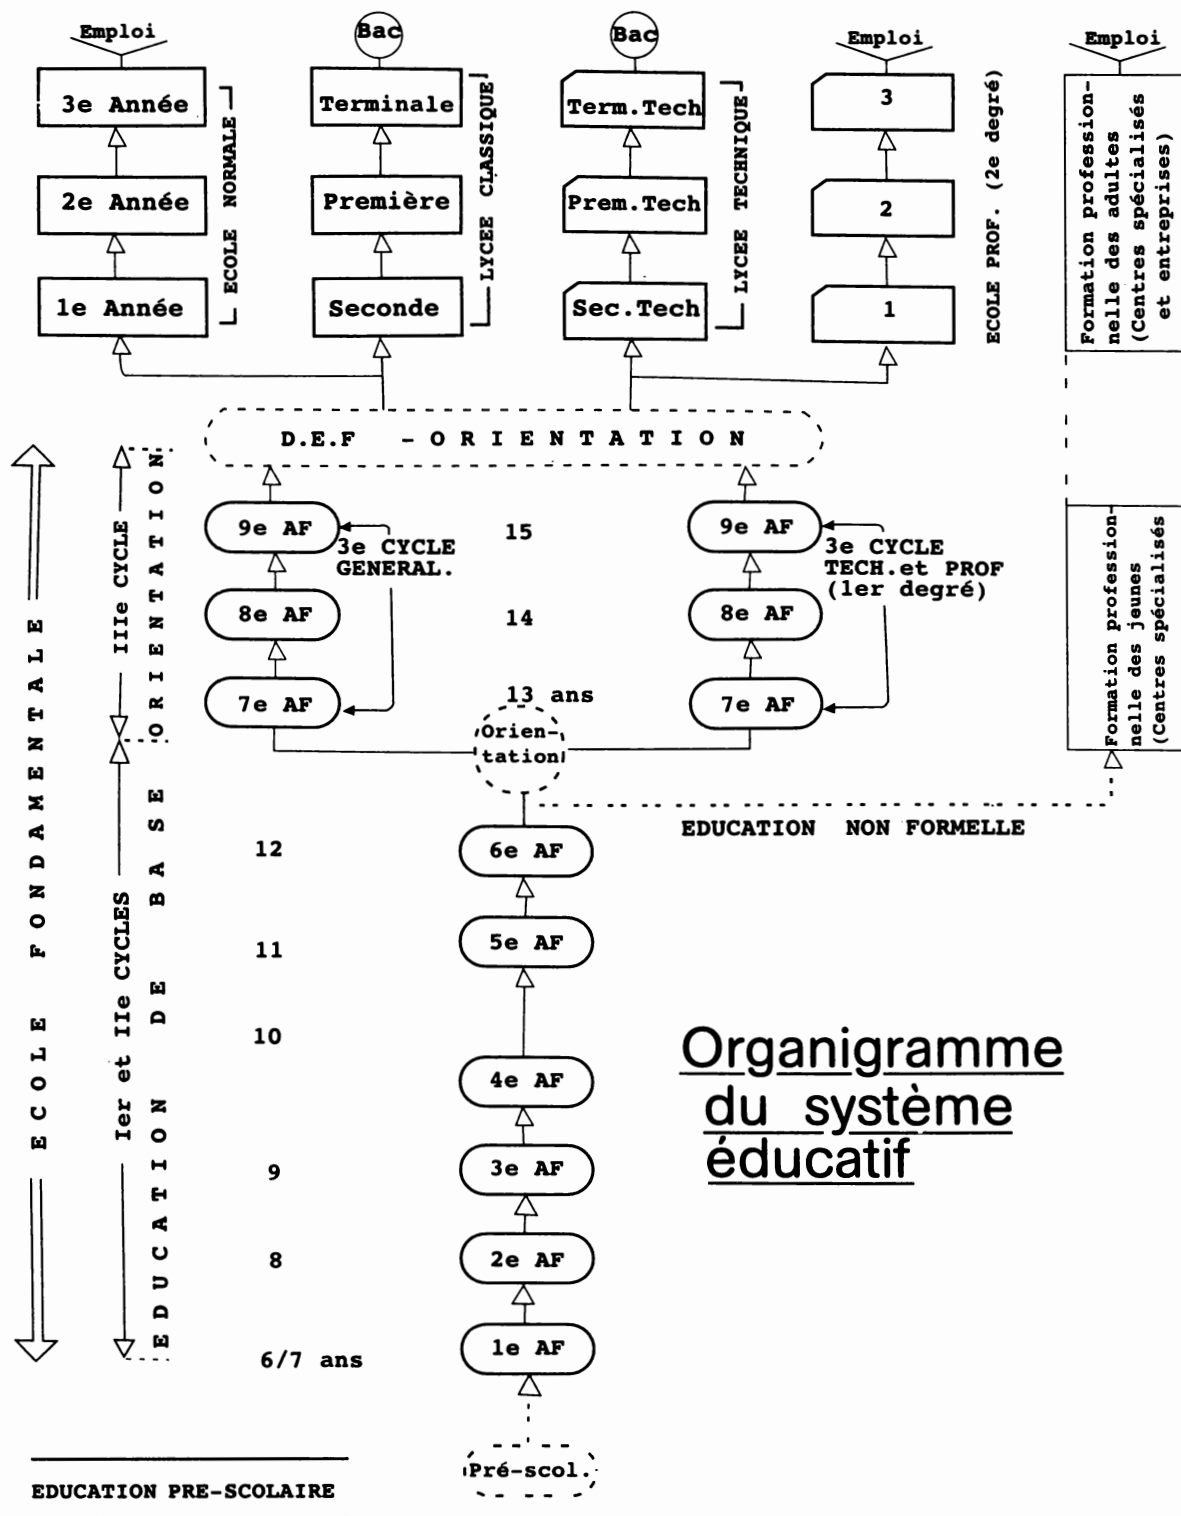 Emploi
Bac
Bac
Emploi
Emploi
3e Année
2e Année
1e Année
ECOLE NORMALE
Terminale
Première
Seconde
LYCEE CLASSIQUE
Term.Tech
Prem.Tech
Sec.Tech
LYCEE TECHNIQUE
3
2
1
ECOLE PROF. (2e degré)
Formation profession-
nelle des adultes
(Centres spécialisés
et entreprises)
D.E.F - ORIENTATION
9e AF
8e AF
7e AF
3e CYCLE
GENERAL.
15
14
13 ans
9e AF
8e AF
7e AF
3e CYCLE
TECH.et PROF
(1er degré)
Formation profession-
nelle des jeunes
(Centres spécialisés
Orien-
tation
EDUCATION NON FORMELLE
ECOLE FONDAMENTALE
IIIe CYCLE
ORIENTATION
Ier et IIe CYCLES
EDUCATION DE BASE
12
6e AF
11
5e AF
10
4e AF
9
3e AF
8
2e AF
6/7 ans
1e AF
Organigramme
du système
éducatif
Pré-scol.
EDUCATION PRE-SCOLAIRE